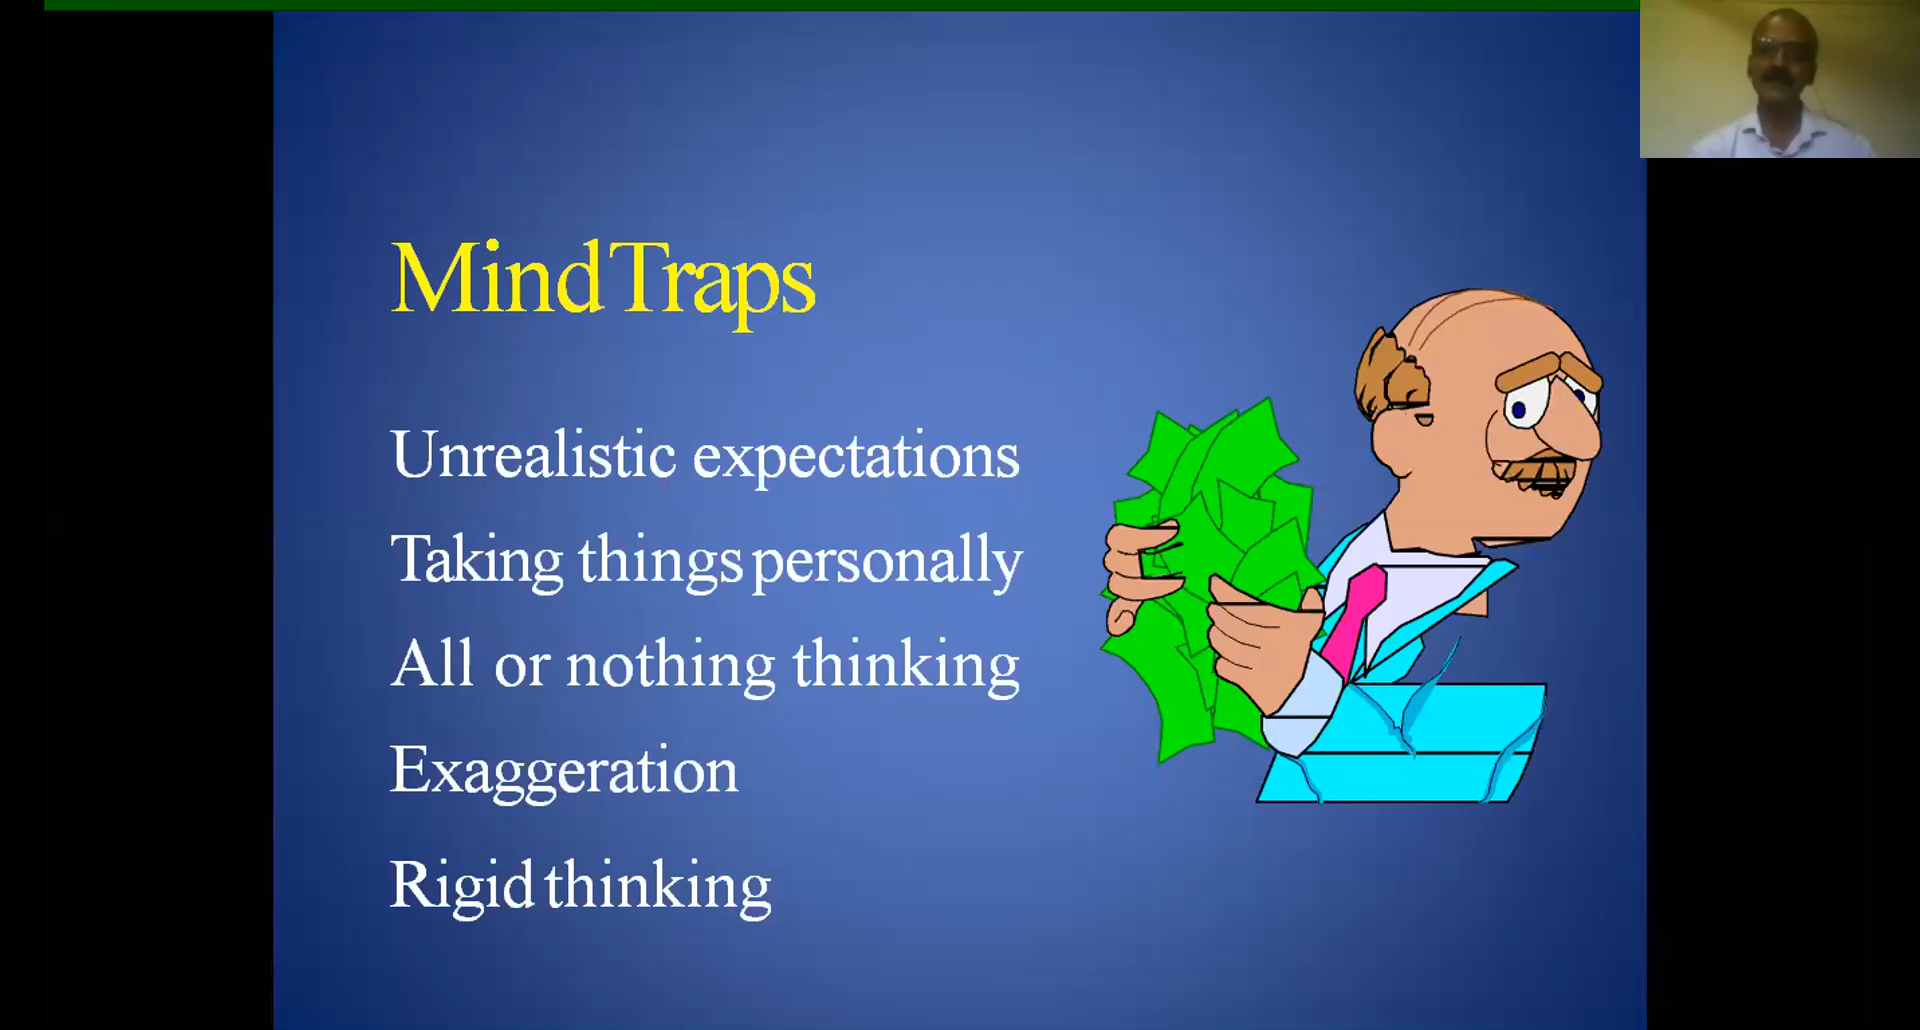 Mind Traps
Unrealistic expectations
Taking things personally
All or nothing thinking
Exaggeration
Rigid thinking